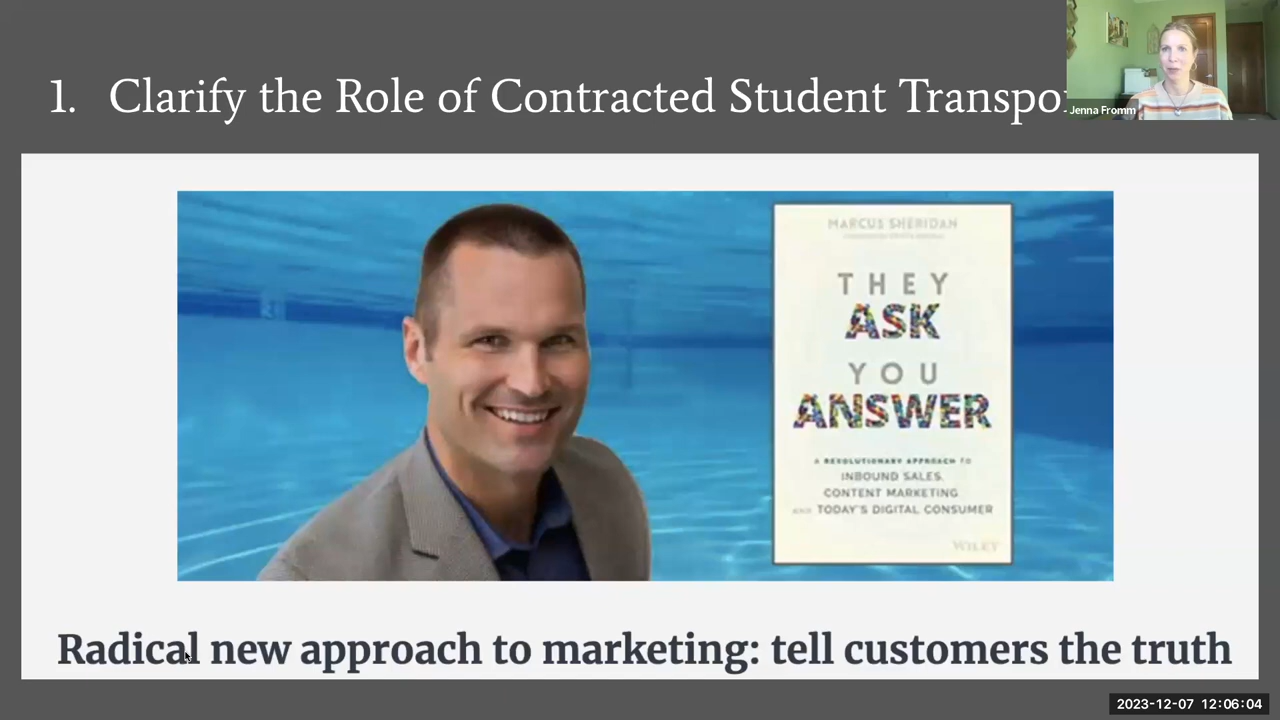 1. Clarify the Role of Contracted Student Transpo
Jenna Fromm
MARCUS SHERIDAN
THEY
ASK
YOU
ANSWER
A REVOLUTIONARY APPROACH TO
INBOUND SALES,
CONTENT MARKETING
AND TODAY'S DIGITAL CONSUMER
WILEY
Radical new approach to marketing: tell customers the truth
2023-12-07 12:06:04